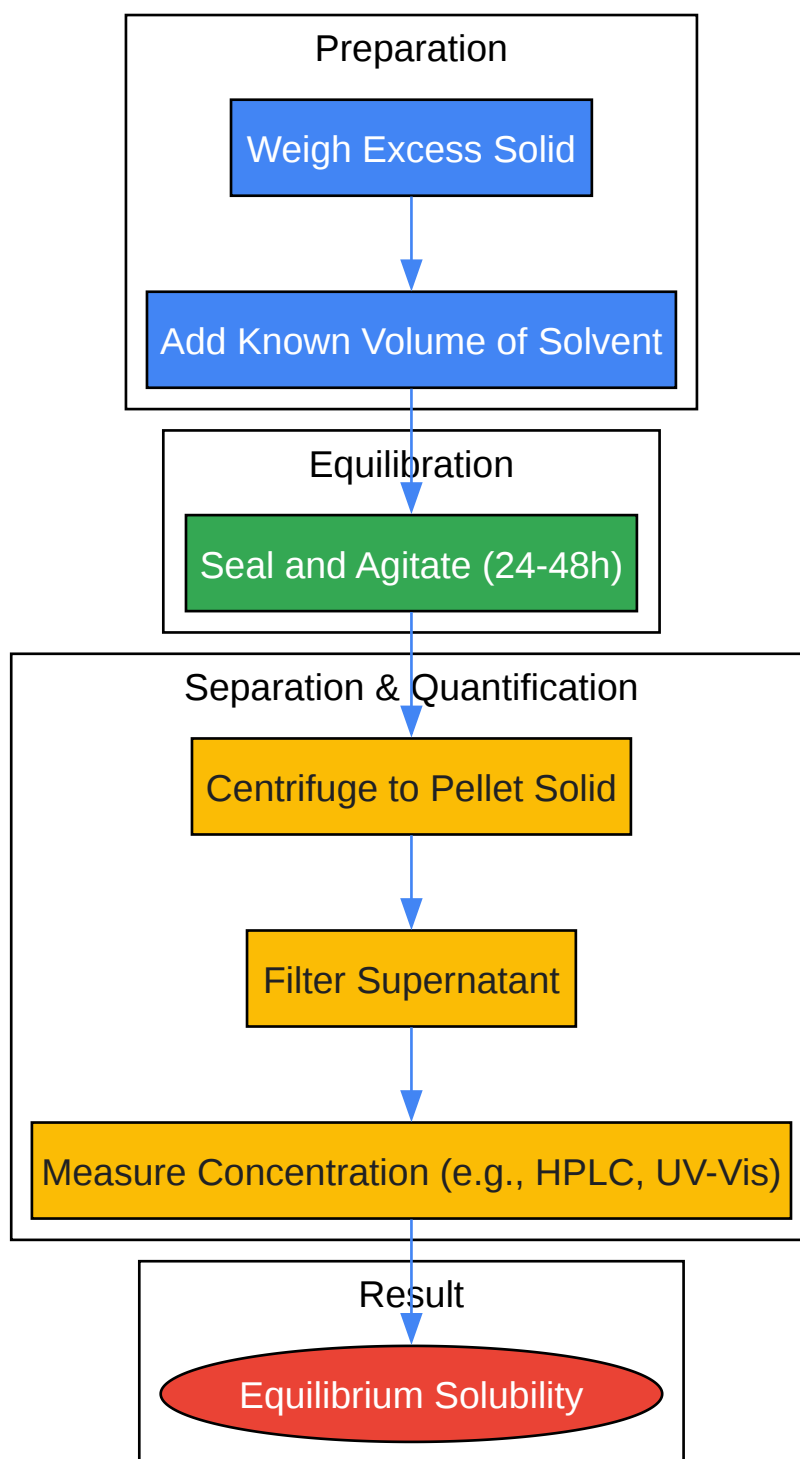 Preparation
Weigh Excess Solid
Add Known Volume of Solvent
Equilibration
Seal and Agitate (24-48h)
Separation & Quantification
Centrifuge to Pellet Solid
Filter Supernatant
Measure Concentration (e.g., HPLC, UV-Vis)
Result
Equilibrium Solubility